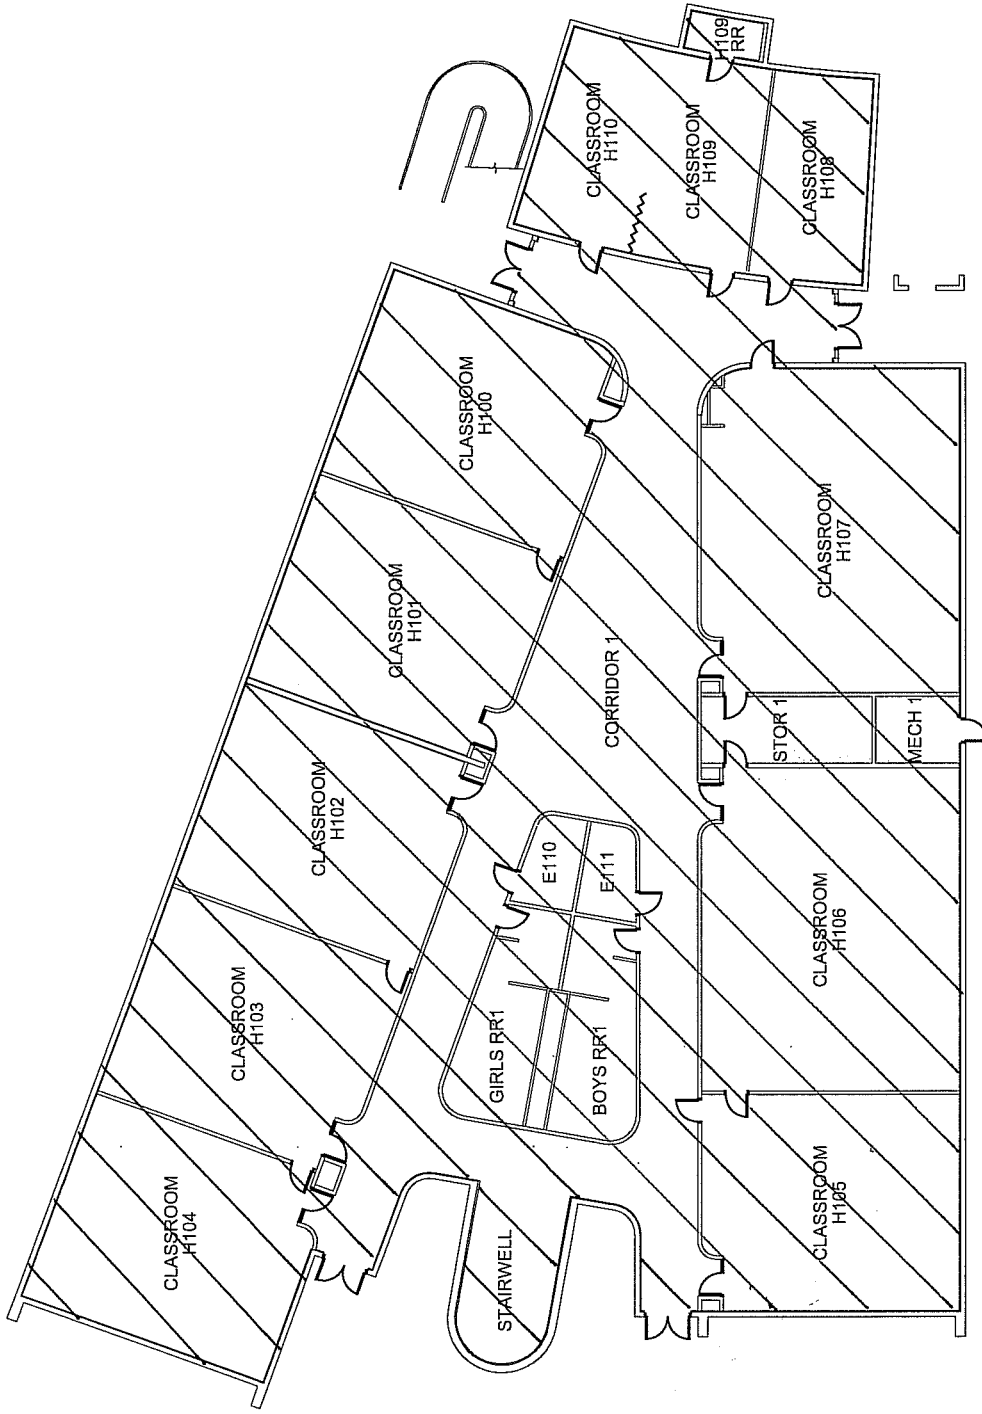 H109
RR
CLASSROOM
H110
CLASSROOM
H109
CLASSROOM
H108
CLASSROOM
H100
CLASSROOM
H101
CLASSROOM
H102
CLASSROOM
H103
CLASSROOM
H104
CORRIDOR 1
CLASSROOM
H107
STOR 1
MECH 1
E110
E111
GIRLS RR1
BOYS RR1
CLASSROOM
H106
CLASSROOM
H105
STAIRWELL